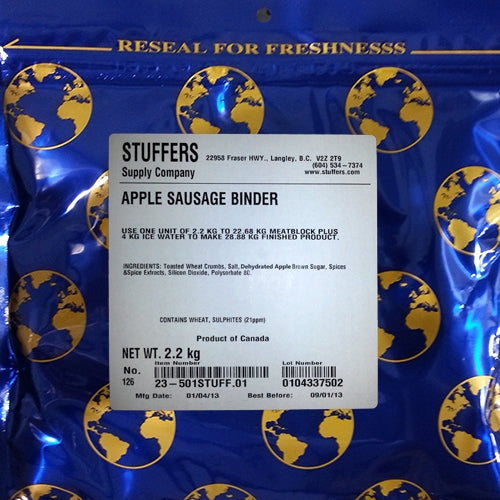 RESEAL FOR FRESHNESSS
STUFFERS
Supply Company
22958 Fraser HWY., Langley, B.C. V2Z 2T9
(604) 534-7374
www.stuffers.com
APPLE SAUSAGE BINDER
USE ONE UNIT OF 2.2 KG TO 22.68 KG MEATBLOCK PLUS
4 KG ICE WATER TO MAKE 28.88 KG FINISHED PRODUCT.
INGREDIENTS: Toasted Wheat Crumbs, Salt, Dehydrated Apple Brown Sugar, Spices
&Spice Extracts, Silicon Dioxide, Polysorbate 80.
CONTAINS WHEAT, SULPHITES (21ppm)
Product of Canada
NET WT. 2.2 kg
Item Number Lot Number
No.
126 23-501STUFF.01 0104337502
Mfg Date: 01/04/13 Best Before: 09/01/13